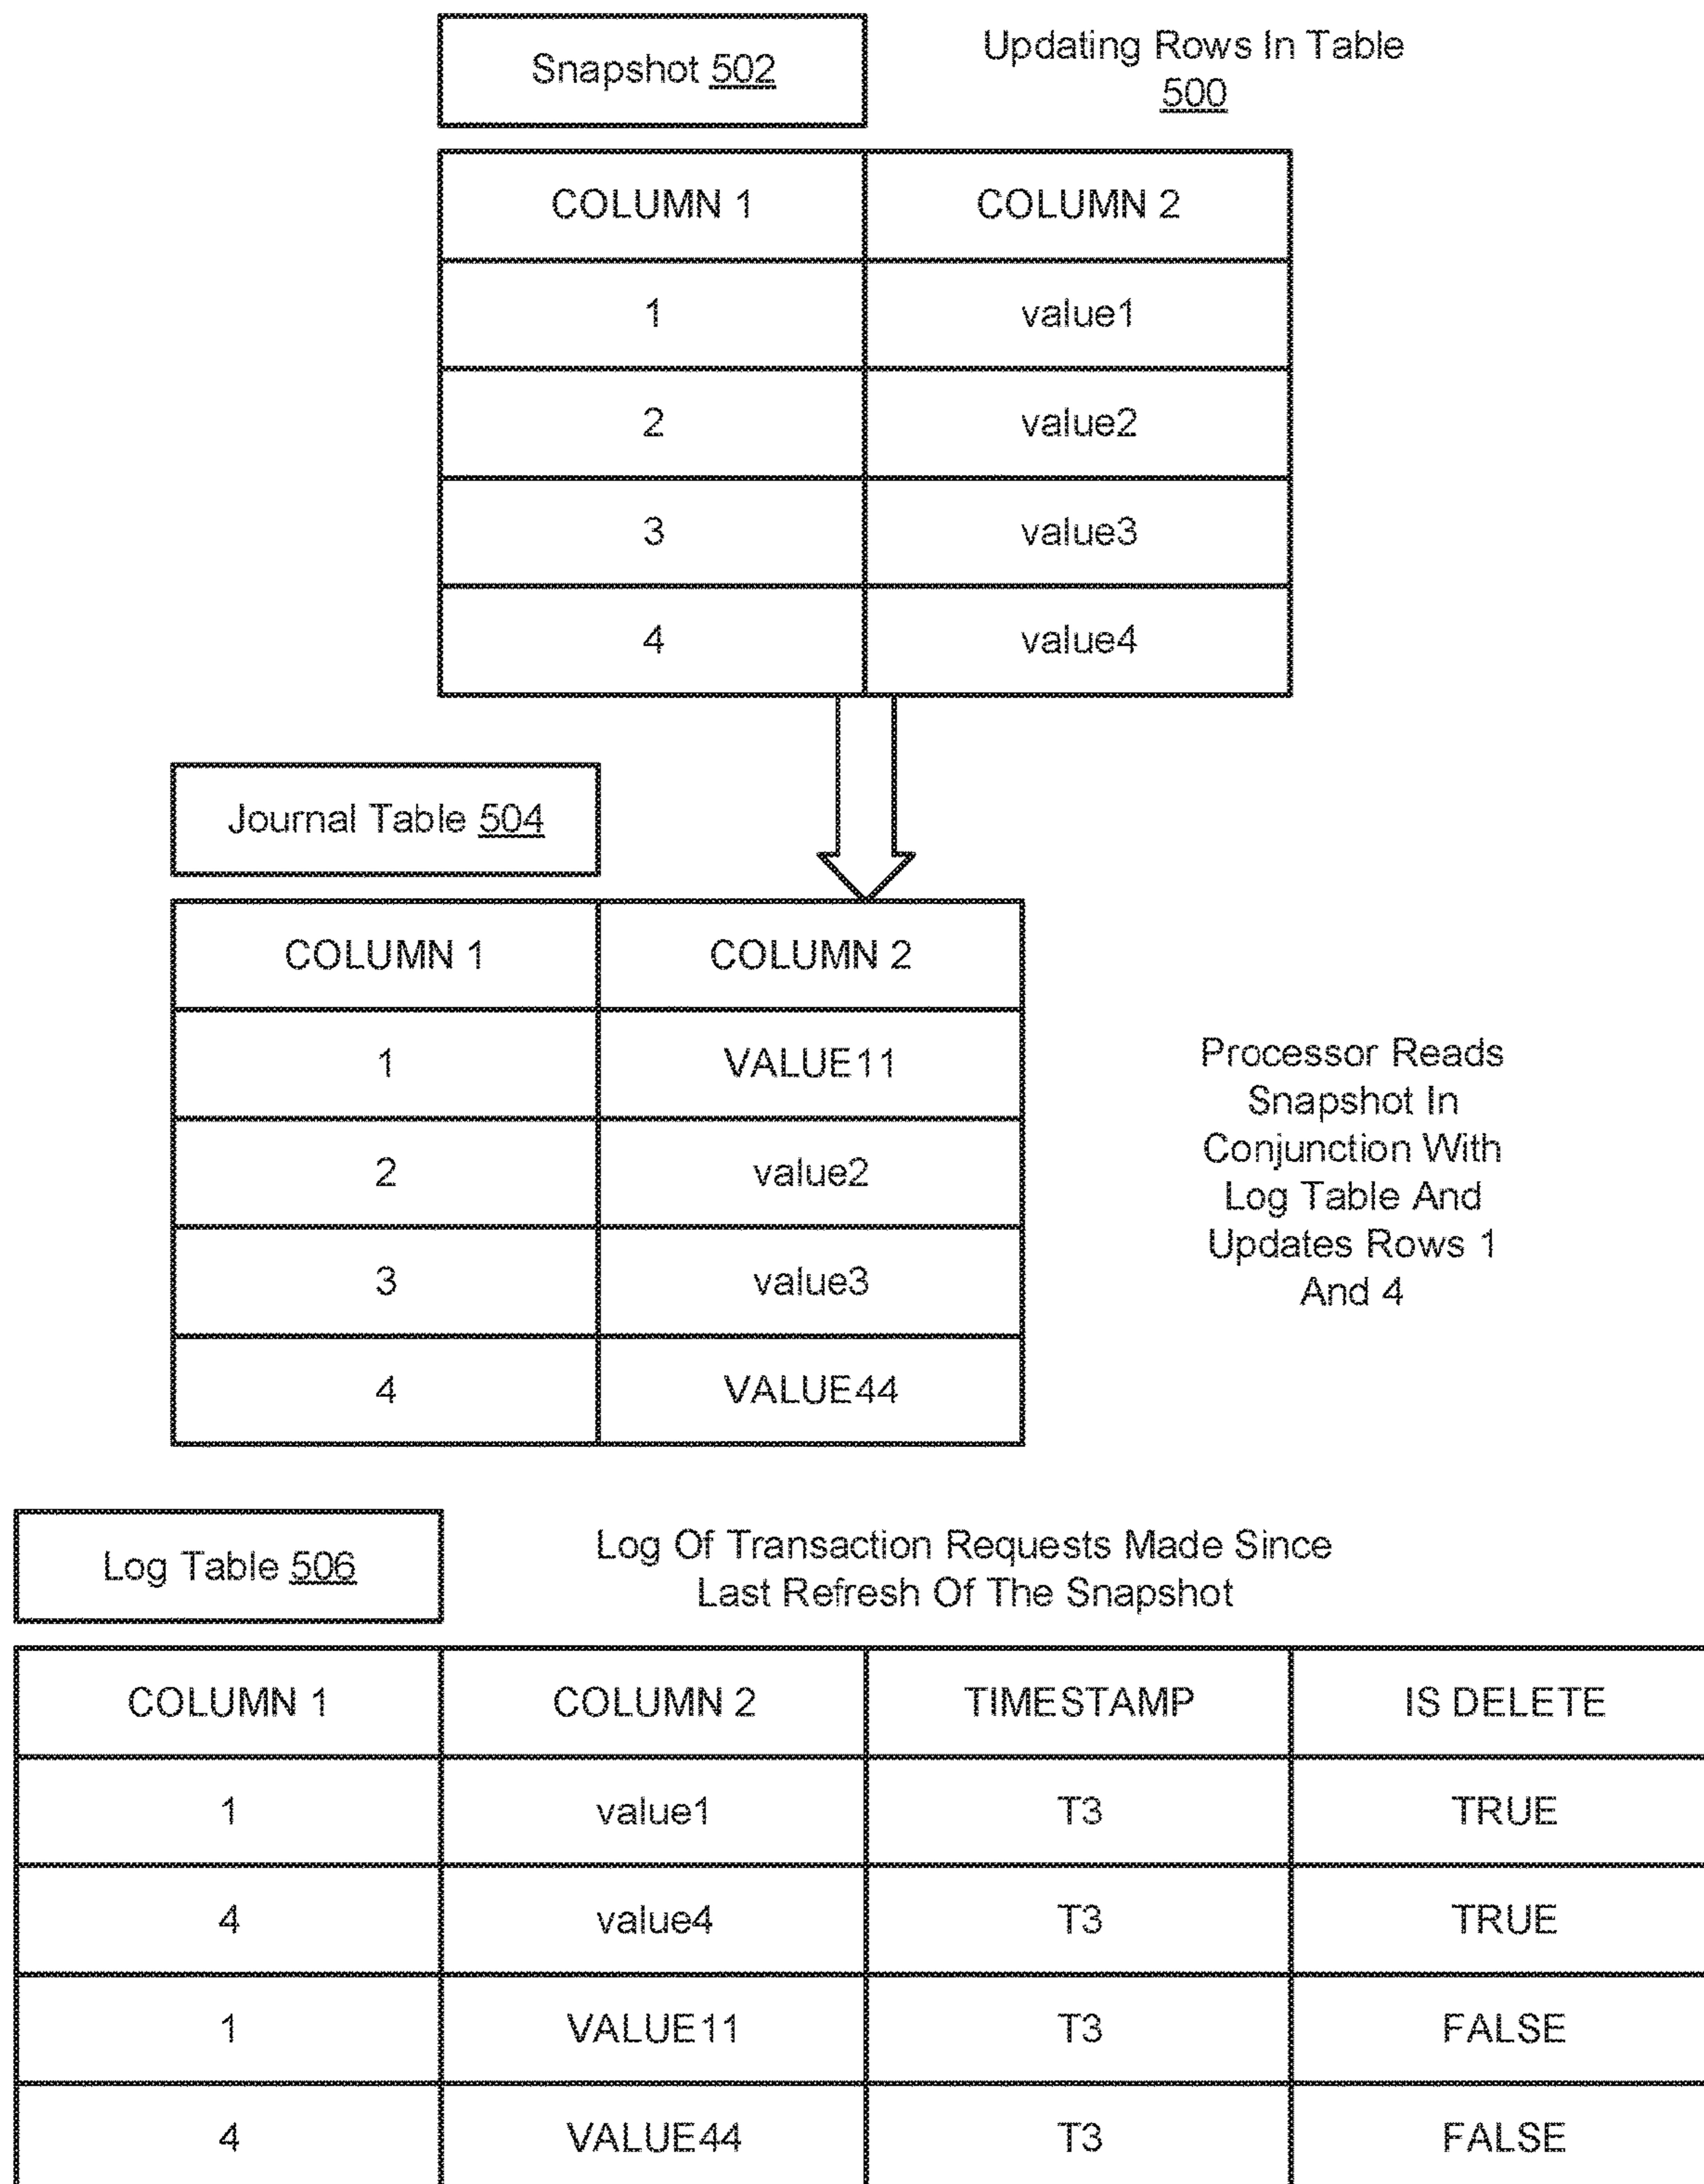 Snapshot 502
Updating Rows In Table
500
COLUMN 1 COLUMN 2
1 value1
2 value2
3 value3
4 value4
Journal Table 504
COLUMN 1 COLUMN 2
1 VALUE11
2 value2
3 value3
4 VALUE44
Processor Reads
Snapshot In
Conjunction With
Log Table And
Updates Rows 1
And 4
Log Table 506
Log Of Transaction Requests Made Since
Last Refresh Of The Snapshot
COLUMN 1 COLUMN 2 TIMESTAMP IS DELETE
1 value1 T3 TRUE
4 value4 T3 TRUE
1 VALUE11 T3 FALSE
4 VALUE44 T3 FALSE